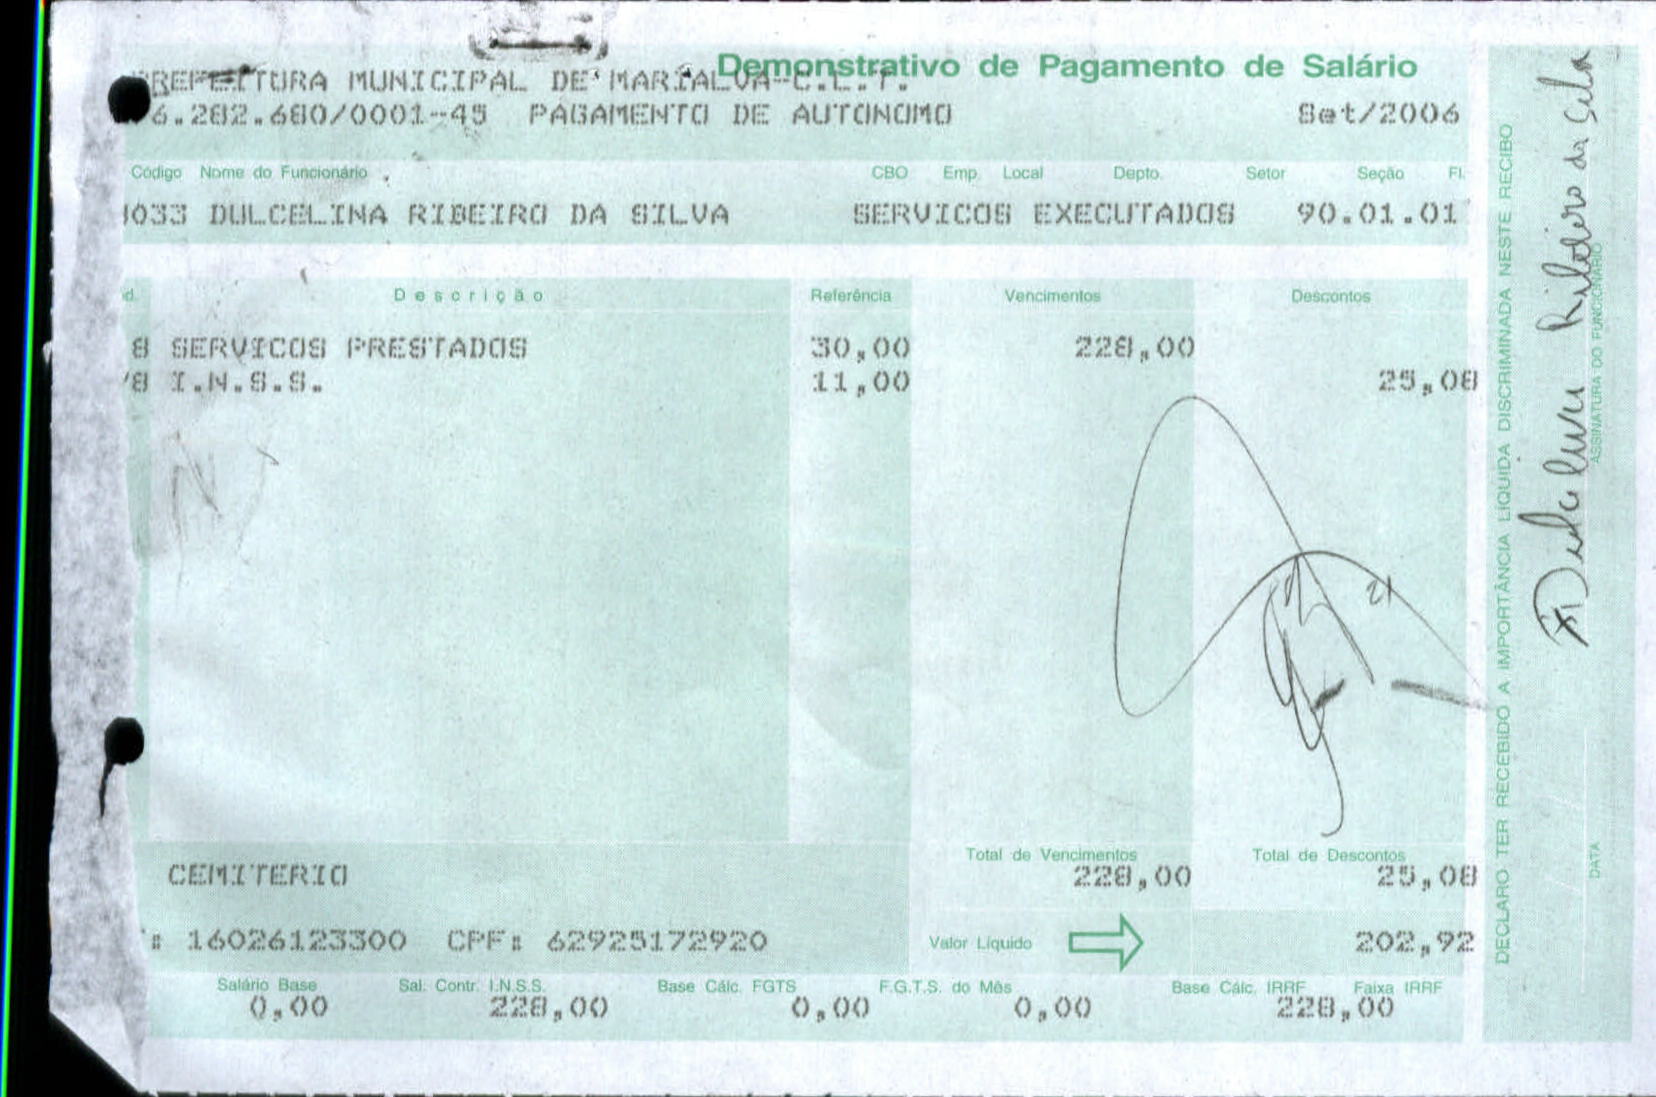 Demonstrativo de Pagamento de Salário
PREFEITURA MUNICIPAL DE MARIALVA-C.L.T.
6.282.680/0001-45 PAGAMENTO DE AUTONOMO Set/2006
Código Nome do Funcionário CBO Emp. Local Depto. Setor Seção Fl.
033 DULCELINA RIBEIRO DA SILVA SERVICOS EXECUTADOS 90.01.01
d. Descrição Referência Vencimentos Descontos
8 SERVICOS PRESTADOS 30,00 228,00
8 I.N.S.S. 11,00 25,08
21
Total de Vencimentos Total de Descontos
CEMITERIO 228,00 25,08
: 16026123300 CPF: 62925172920 Valor Líquido 202,92
Salário Base Sal. Contr. I.N.S.S. Base Cálc. FGTS F.G.T.S. do Mês Base Cálc. IRRF Faixa IRRF
0,00 228,00 0,00 0,00 228,00
DECLARO TER RECEBIDO A IMPORTÂNCIA LÍQUIDA DISCRIMINADA NESTE RECIBO
Ribeiro da Silva
ASSINATURA DO FUNCIONÁRIO
DATA